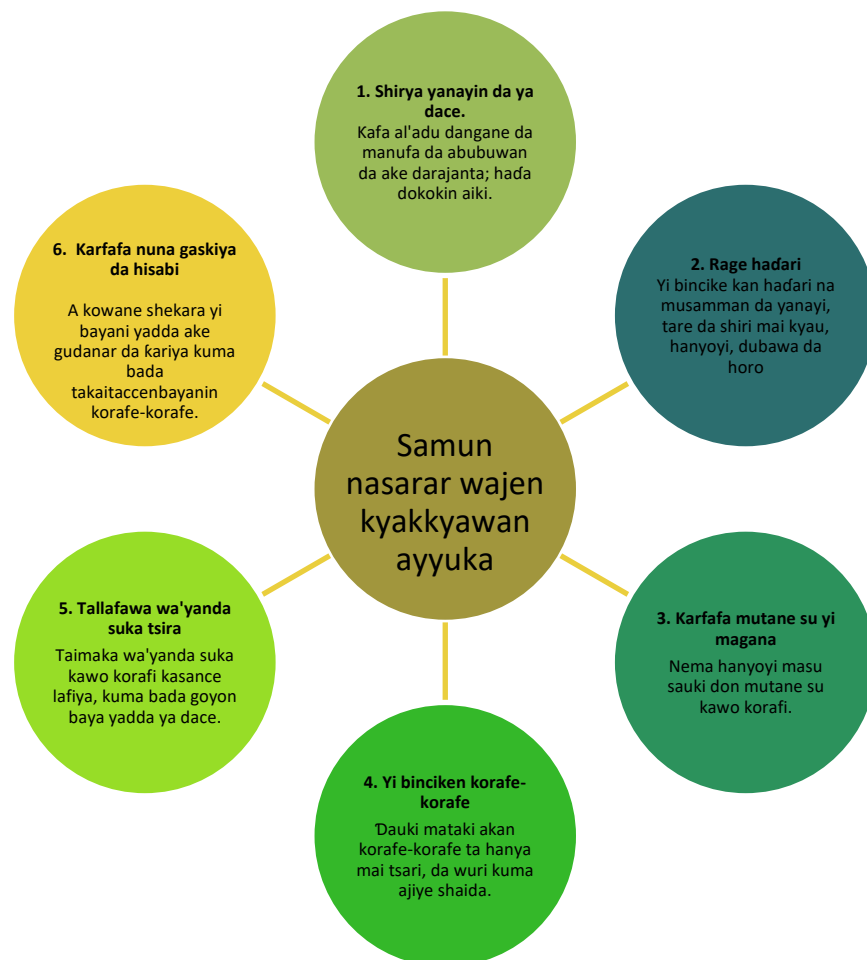 1. Shirya yanayin da ya
dace.
Kafa al'adu dangane da
manufa da abubuwan
da ake darajanta; haɗa
dokokin aiki.
2. Rage haɗari
Yi bincike kan haɗari na
musamman da yanayi,
tare da shiri mai kyau,
hanyoyi, dubawa da
horo
3. Karfafa mutane su yi
magana
Nema hanyoyi masu
sauki don mutane su
kawo korafi.
4. Yi binciken korafe-
korafe
Ɗauki mataki akan
korafe-korafe ta hanya
mai tsari, da wuri kuma
ajiye shaida.
5. Tallafawa wa'yanda
suka tsira
Taimaka wa'yanda suka
kawo korafi kasance
lafiya, kuma bada goyon
baya yadda ya dace.
6. Karfafa nuna gaskiya
da hisabi
A kowane shekara yi
bayani yadda ake
gudanar da ƙariya kuma
bada
takaitaccenbayanin
korafe-korafe.
Samun
nasarar wajen
kyakkyawan
ayyuka